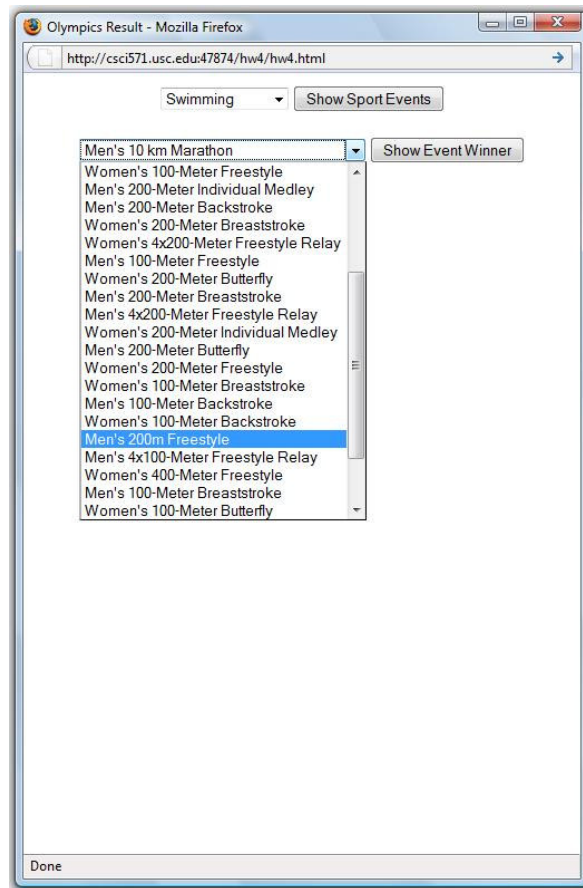 Olympics Result - Mozilla Firefox
http://csci571.usc.edu:47874/hw4/hw4.html
Swimming Show Sport Events
Men's 10 km Marathon Show Event Winner
Women's 100-Meter Freestyle
Men's 200-Meter Individual Medley
Men's 200-Meter Backstroke
Women's 200-Meter Breaststroke
Women's 4x200-Meter Freestyle Relay
Men's 100-Meter Freestyle
Women's 200-Meter Butterfly
Men's 200-Meter Breaststroke
Men's 4x200-Meter Freestyle Relay
Women's 200-Meter Individual Medley
Men's 200-Meter Butterfly
Women's 200-Meter Freestyle
Women's 100-Meter Breaststroke
Men's 100-Meter Backstroke
Women's 100-Meter Backstroke
Men's 200m Freestyle
Men's 4x100-Meter Freestyle Relay
Women's 400-Meter Freestyle
Men's 100-Meter Breaststroke
Women's 100-Meter Butterfly
Done